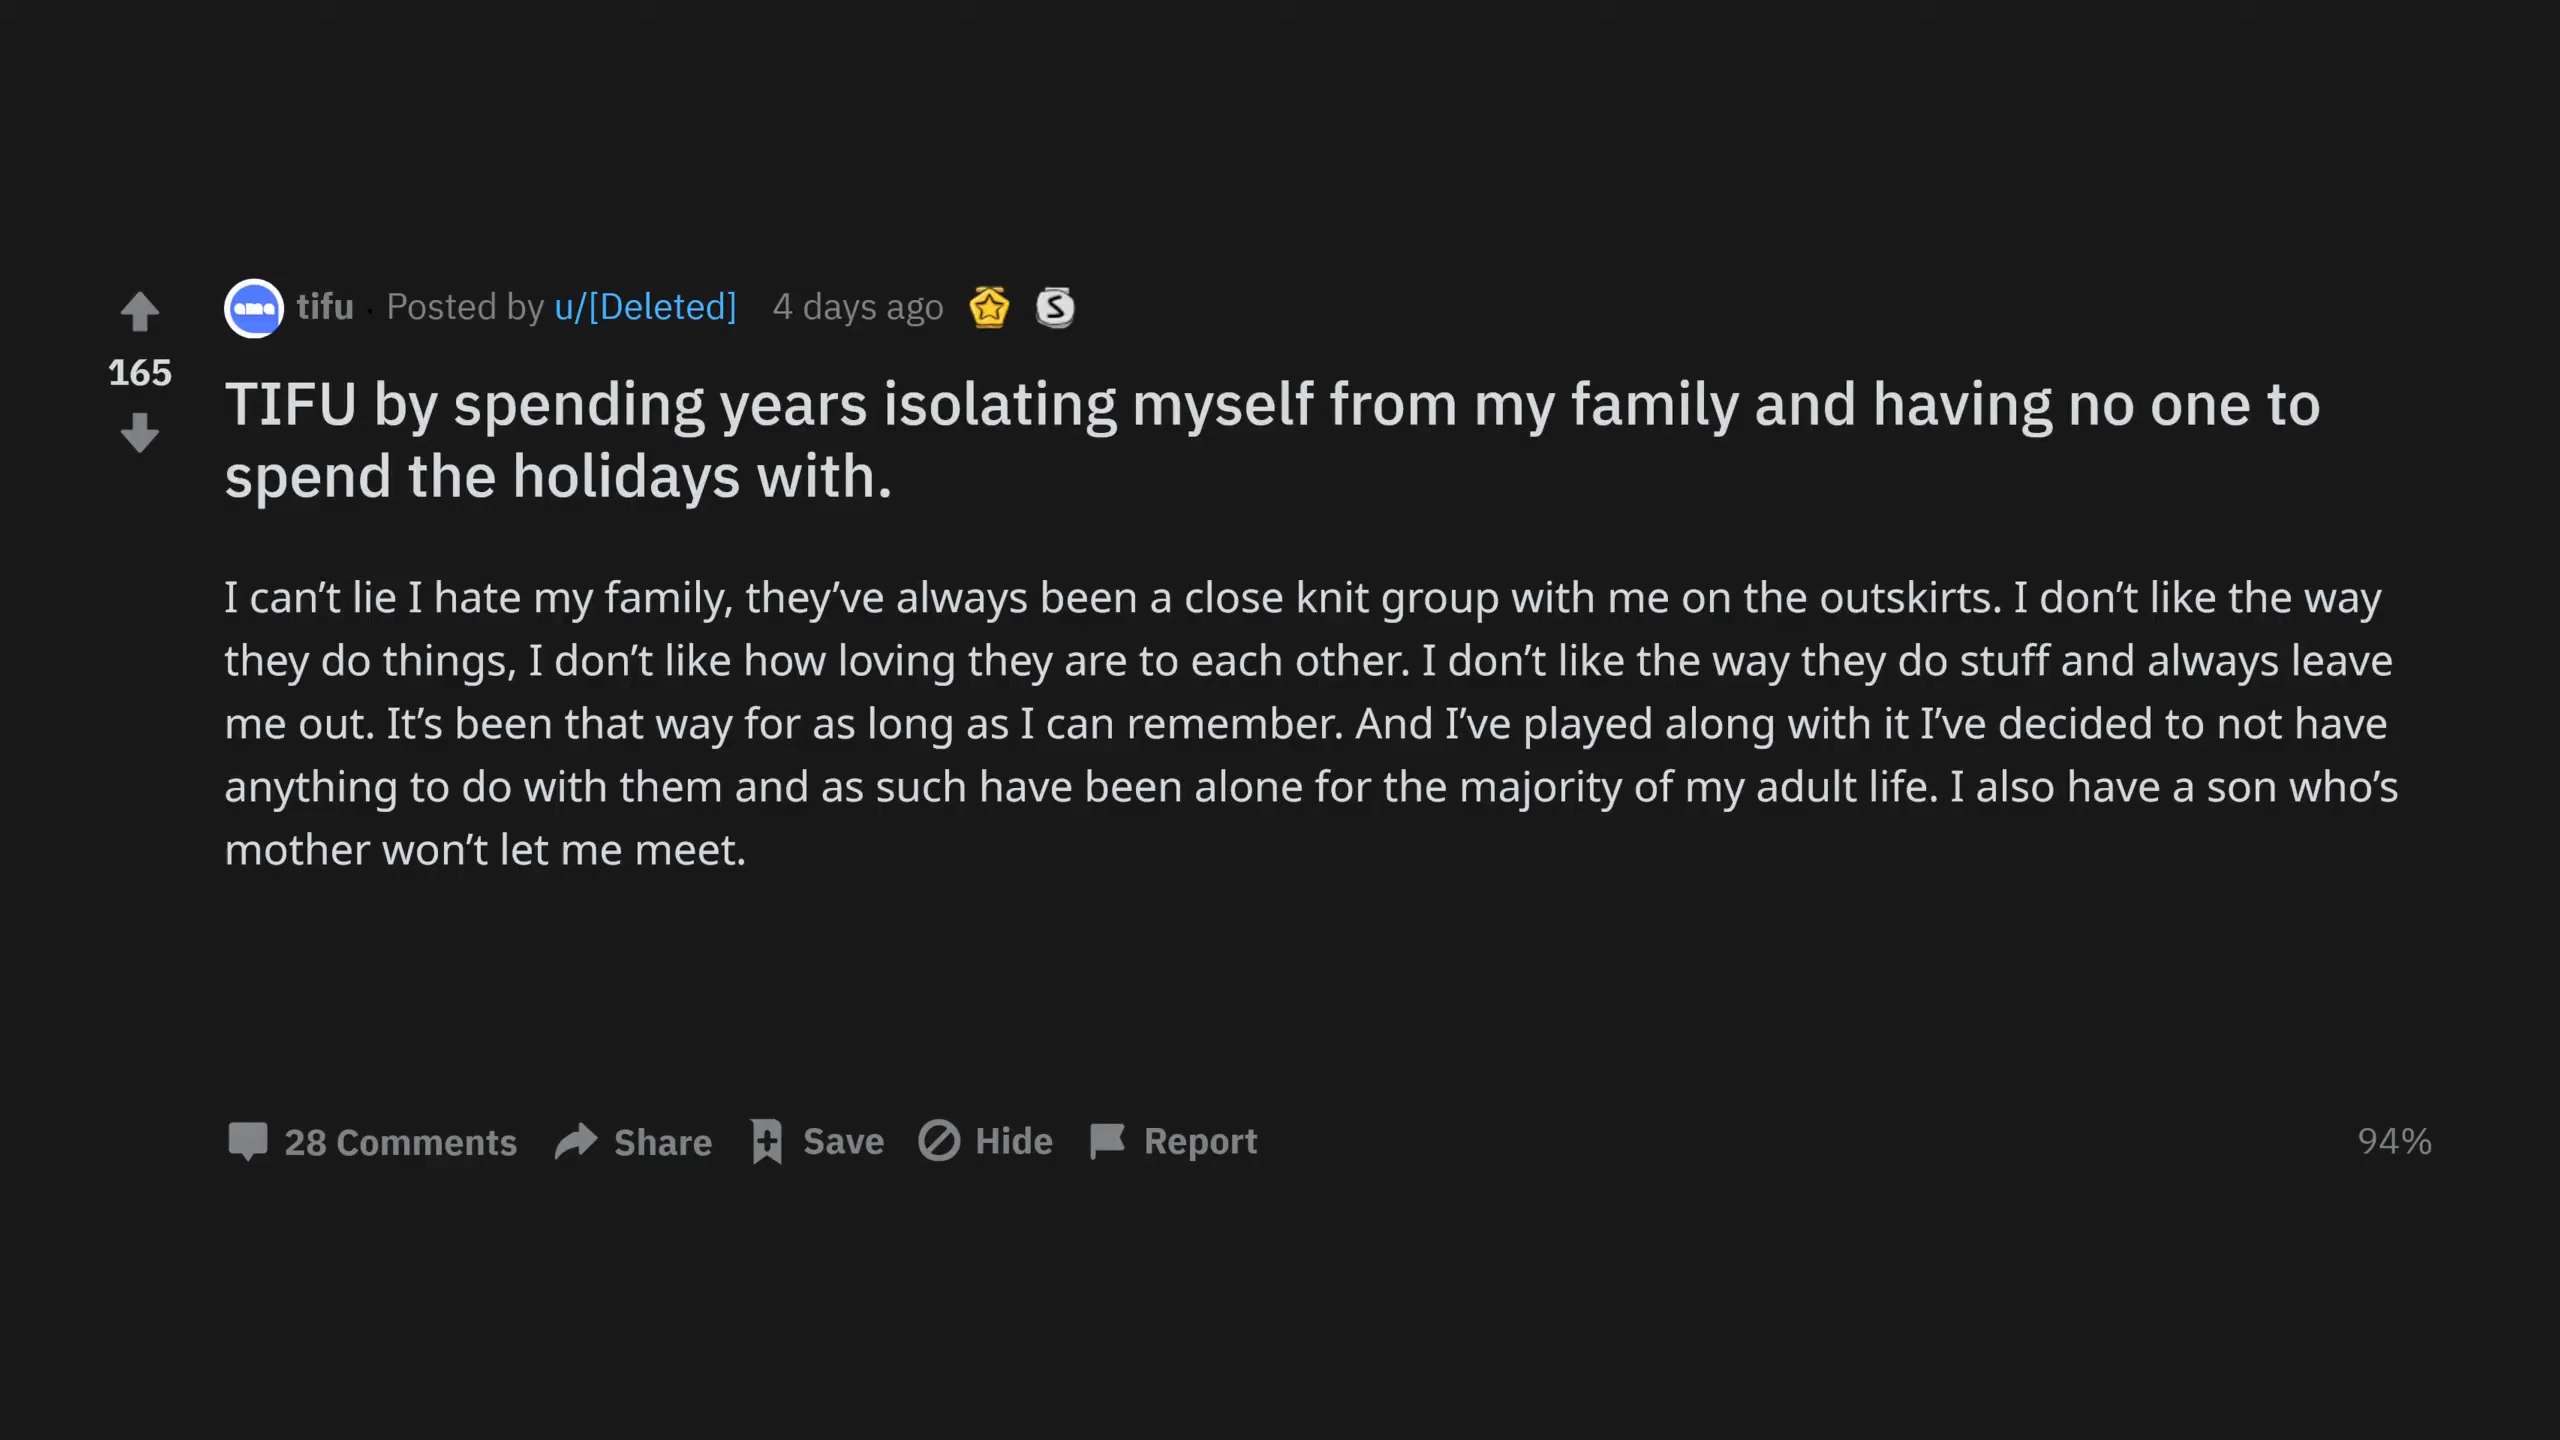 ama tifu · Posted by u/[Deleted] 4 days ago S
165
TIFU by spending years isolating myself from my family and having no one to
spend the holidays with.
I can’t lie I hate my family, they’ve always been a close knit group with me on the outskirts. I don’t like the way
they do things, I don’t like how loving they are to each other. I don’t like the way they do stuff and always leave
me out. It’s been that way for as long as I can remember. And I’ve played along with it I’ve decided to not have
anything to do with them and as such have been alone for the majority of my adult life. I also have a son who’s
mother won’t let me meet.
28 Comments Share Save Hide Report 94%